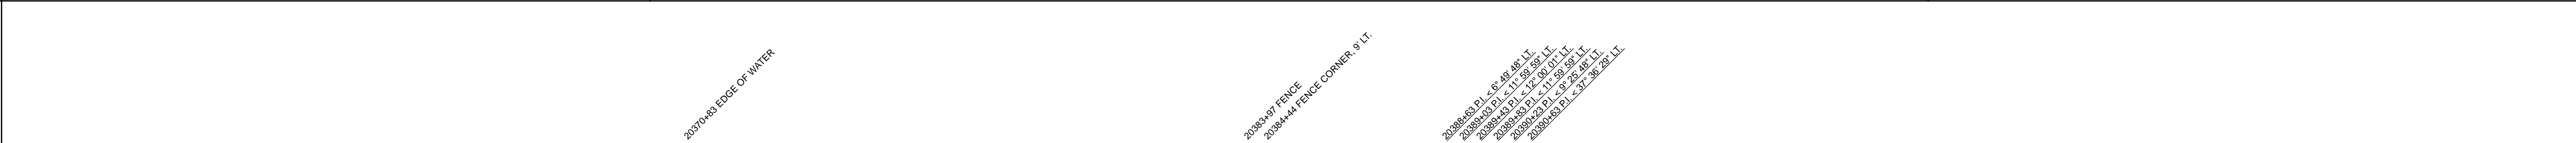 20370+83 EDGE OF WATER
20383+97 FENCE
20384+44 FENCE CORNER, 9' LT.
20388+63 P.I. < 6° 49' 48" LT.
20389+03 P.I. < 11° 59' 59" LT.
20389+43 P.I. < 12° 00' 01" LT.
20389+83 P.I. < 11° 59' 59" LT.
20390+23 P.I. < 9° 25' 48" LT.
20390+63 P.I. < 37° 36' 29" LT.